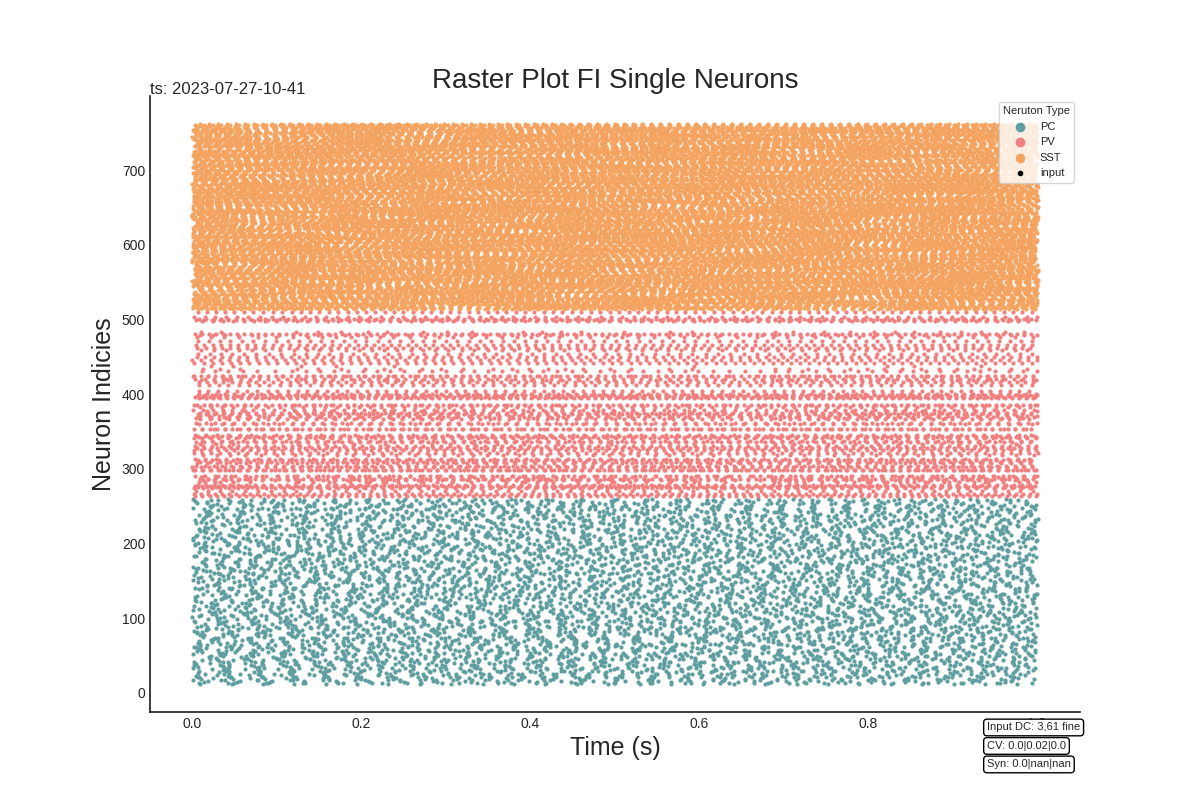 Raster Plot FI Single Neurons
ts: 2023-07-27-10-41
Neruton Type
PC
PV
SST
input
Neuron Indicies
700
600
500
400
300
200
100
0
0.0 0.2 0.4 0.6 0.8
Time (s)
Input DC: 3,61 fine
CV: 0.0|0.02|0.0
Syn: 0.0|nan|nan